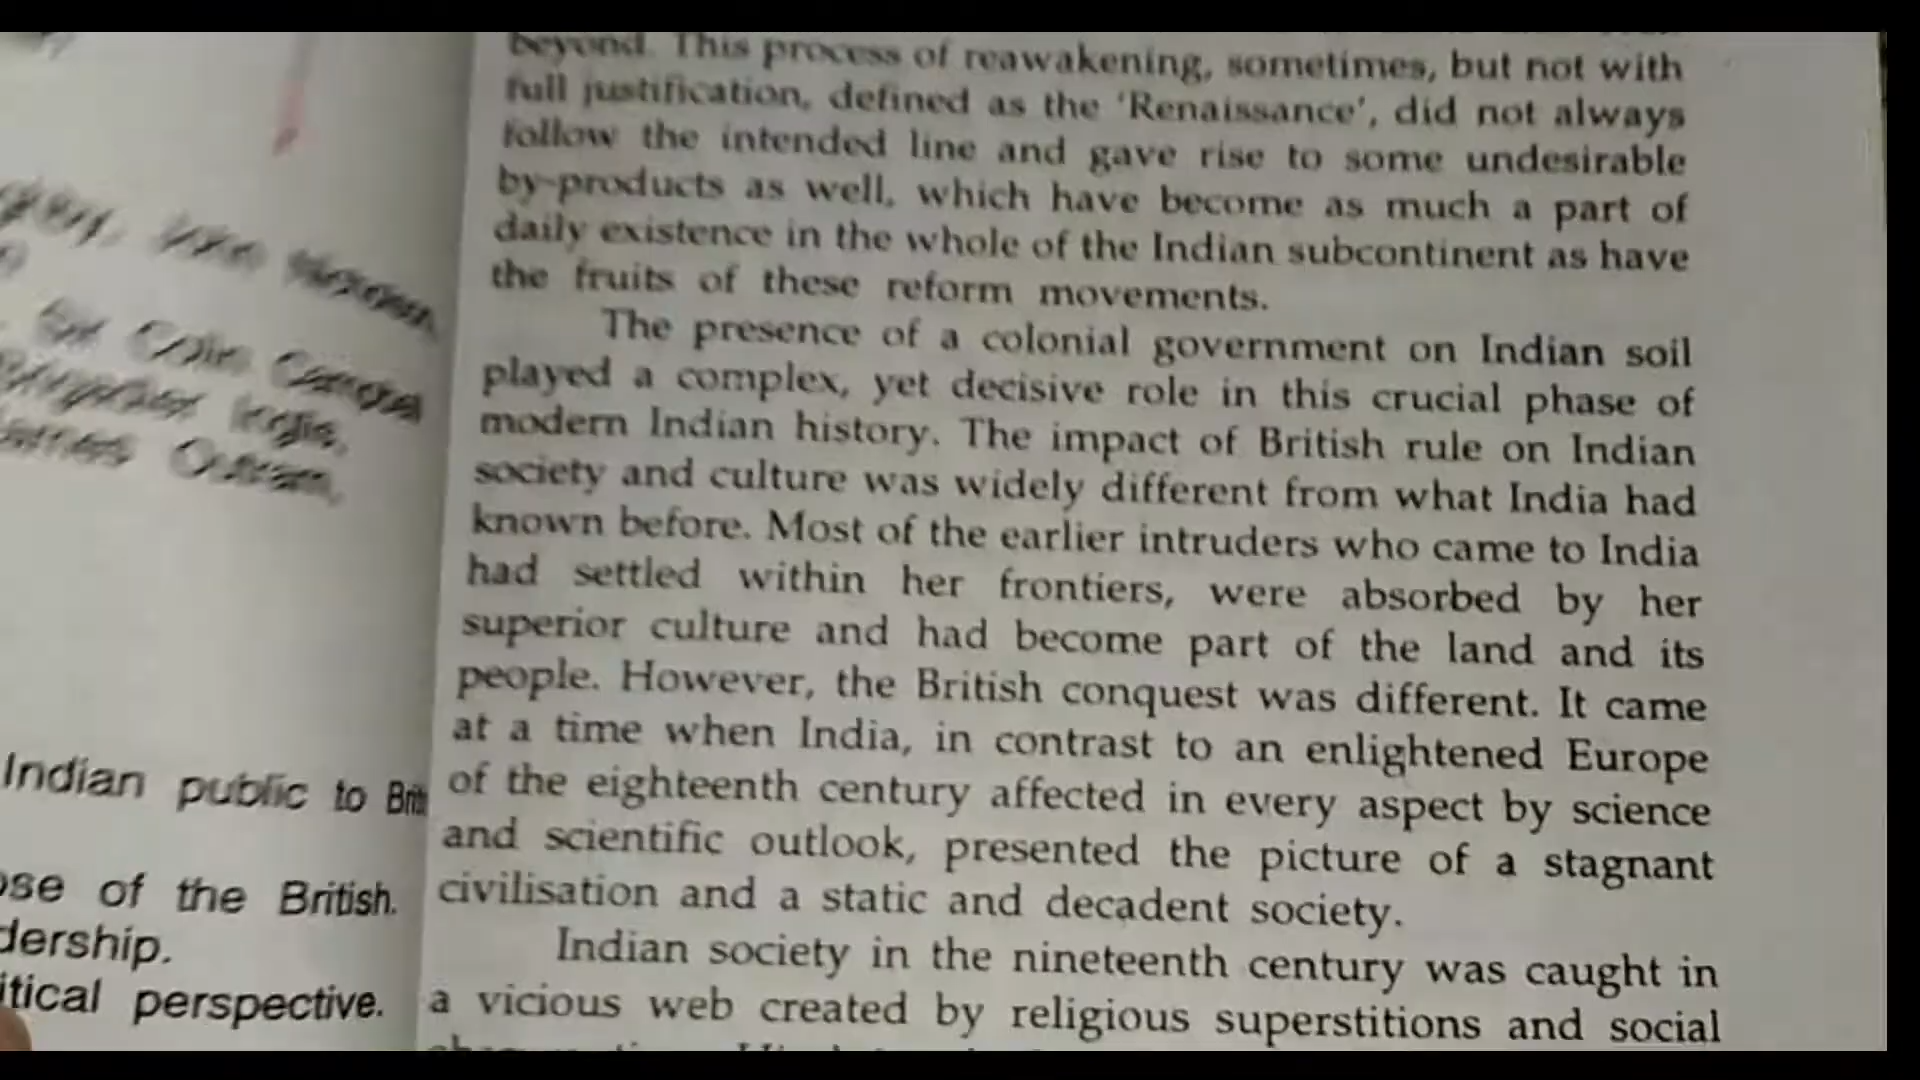 Sir Colin
James Outram,
Indian public to
of the British.
perspective.
beyond. This process of reawakening, sometimes, but not with
full justification, defined as the 'Renaissance', did not always
follow the intended line and gave rise to some undesirable
by-products as well, which have become as much a part of
daily existence in the whole of the Indian subcontinent as have
the fruits of these reform movements.
The presence of a colonial government on Indian soil
played a complex, yet decisive role in this crucial phase of
modern Indian history. The impact of British rule on Indian
society and culture was widely different from what India had
known before. Most of the earlier intruders who came to India
had settled within her frontiers, were absorbed by her
superior culture and had become part of the land and its
people. However, the British conquest was different. It came
at a time when India, in contrast to an enlightened Europe
of the eighteenth century affected in every aspect by science
and scientific outlook, presented the picture of a stagnant
civilisation and a static and decadent society.
Indian society in the nineteenth century was caught in
a vicious web created by religious superstitions and social